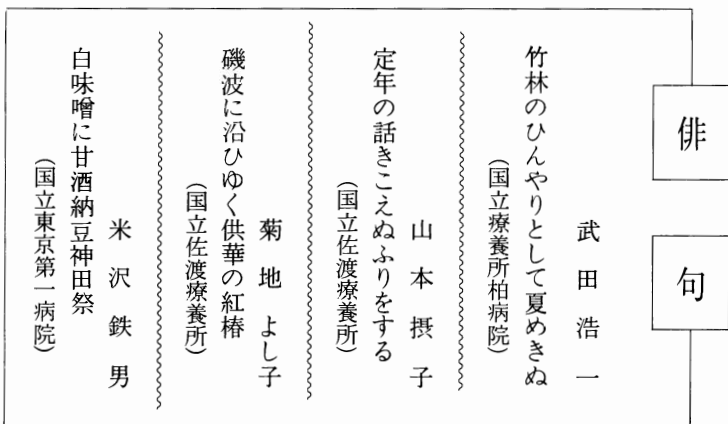 俳句
武田浩一
竹林のひんやりとして夏めきぬ
（国立療養所柏病院）
山本摂子
定年の話きこえぬふりをする
（国立佐渡療養所）
菊地よし子
磯波に沿ひゆく供華の紅椿
（国立佐渡療養所）
米沢鉄男
白味噌に甘酒納豆神田祭
（国立東京第一病院）